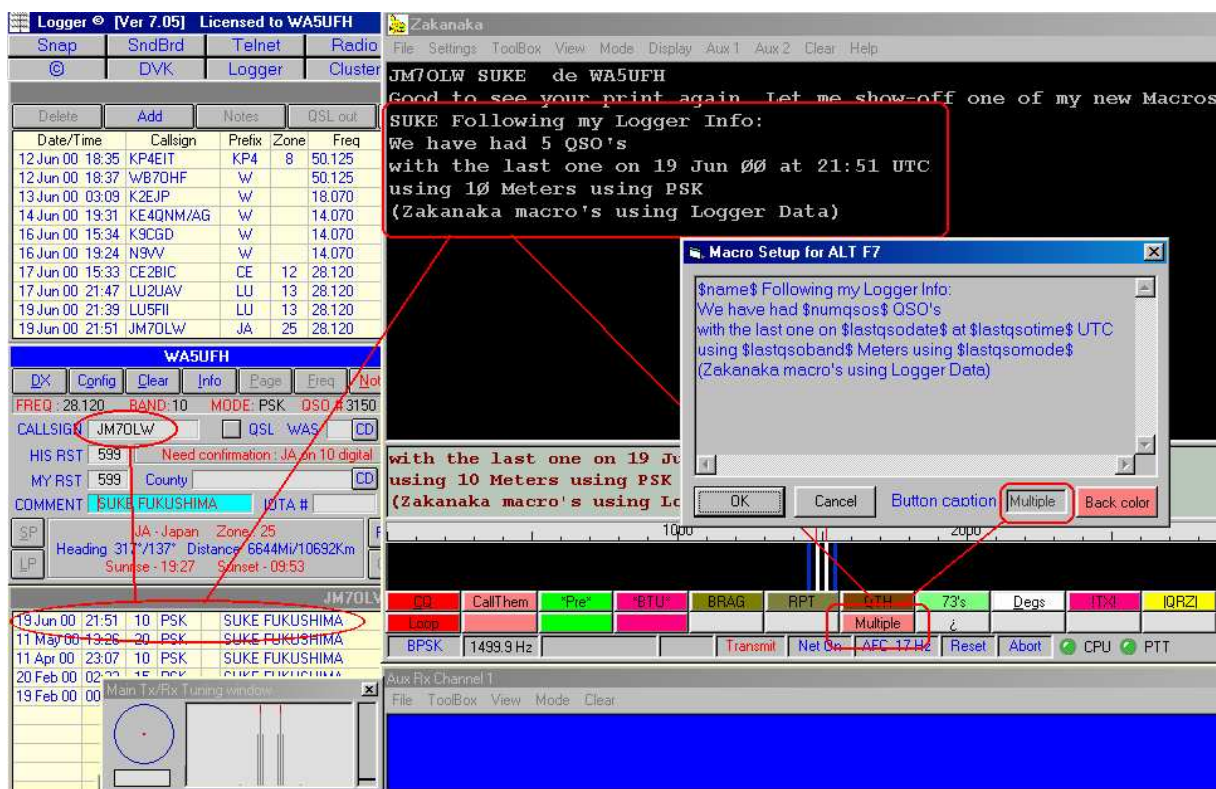 Logger © [Ver 7.05] Licensed to WA5UFH
Snap SndBrd Telnet Radio
© DVK Logger Cluster
Delete Add Notes QSL out
Date/Time Callsign Prefix Zone Freq
12 Jun 00 18:35 KP4EIT KP4 8 50.125
12 Jun 00 18:37 WB7OHF W 50.125
13 Jun 00 03:09 K2EJP W 18.070
14 Jun 00 19:31 KE4QNM/AG W 14.070
16 Jun 00 15:34 K9CGD W 14.070
16 Jun 00 19:24 N9VV W 14.070
17 Jun 00 15:33 CE2BIC CE 12 28.120
17 Jun 00 21:47 LU2UAV LU 13 28.120
19 Jun 00 21:39 LU5FII LU 13 28.120
19 Jun 00 21:51 JM7OLW JA 25 28.120
WA5UFH
DX Config Clear Info Page Freq Not
FREQ : 28.120 BAND: 10 MODE: PSK QSO # 3150
CALLSIGN JM7OLW QSL WAS CD
HIS RST 599 Need confirmation : JA on 10 digital
MY RST 599 County CD
COMMENT SUKE FUKUSHIMA IOTA #
SP JA - Japan Zone: 25
Heading 317°/137° Distance 6644Mi/10692Km
LP Sunrise - 19:27 Sunset - 09:53
JM7OLW
19 Jun 00 21:51 10 PSK SUKE FUKUSHIMA
11 May 00 13:26 20 PSK SUKE FUKUSHIMA
11 Apr 00 23:07 10 PSK SUKE FUKUSHIMA
20 Feb 00 15 PSK SUKE FUKUSHIMA
19 Feb 00 00
Main Tx/Rx Tuning window
Zakanaka
File Settings ToolBox View Mode Display Aux 1 Aux 2 Clear Help
JM7OLW SUKE de WA5UFH
Good to see your print again. Let me show-off one of my new Macros
SUKE Following my Logger Info:
We have had 5 QSO's
with the last one on 19 Jun ØØ at 21:51 UTC
using 1Ø Meters using PSK
(Zakanaka macro's using Logger Data)
Macro Setup for ALT F7
$name$ Following my Logger Info:
We have had $numqsos$ QSO's
with the last one on $lastqsodate$ at $lastqsotime$ UTC
using $lastqsoband$ Meters using $lastqsomode$
(Zakanaka macro's using Logger Data)
OK Cancel Button caption Multiple Back color
with the last one on 19 Ju
using 10 Meters using PSK
(Zakanaka macro's using Lo
1000 2000
CQ CallThem *Pre* *BTU* BRAG RPT QTH 73's Degs |TX| |QRZ|
Loop Multiple ¿
BPSK 1499.9 Hz Transmit Net On AFC 17 Hz Reset Abort CPU PTT
Aux Rx Channel 1
File ToolBox View Mode Clear